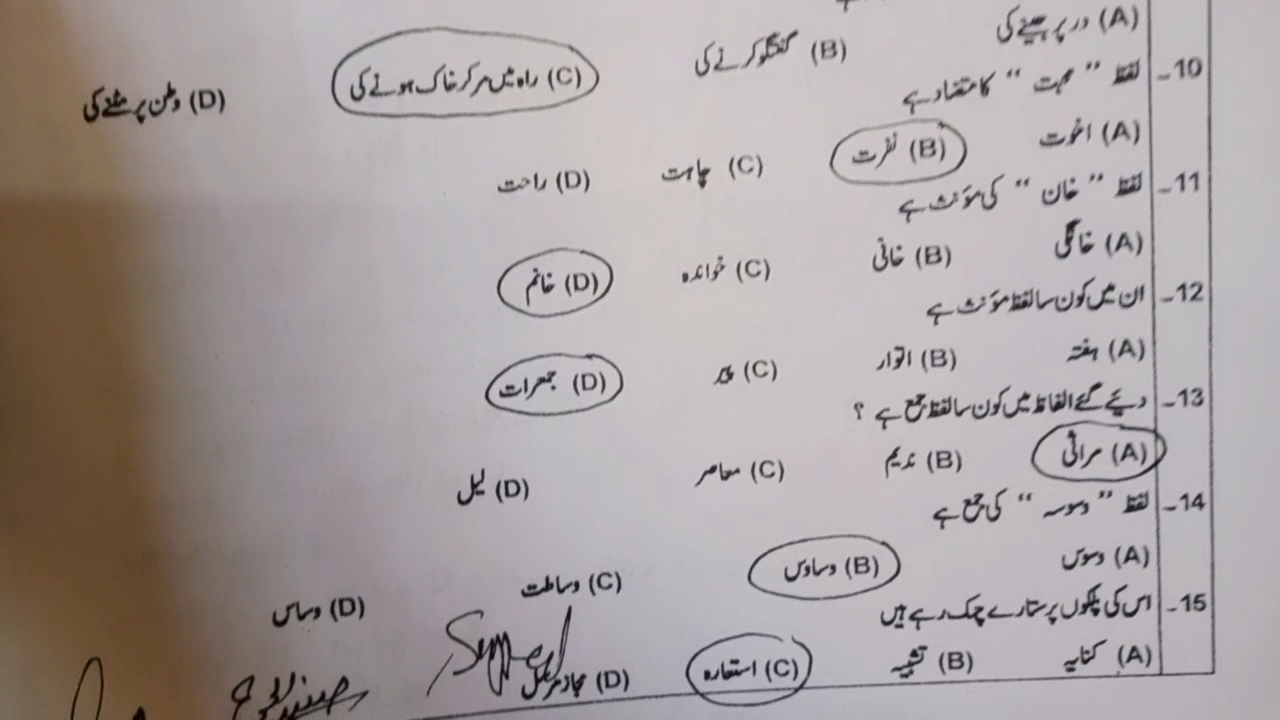 (A) در پر جینے کی (B) گفتگو کرنے کی (C) راہ میں مر کر خاک ہونے کی (D) وطن پر مٹنے کی
10۔ لفظ " محبت " کا متضاد ہے
(A) اخوت (B) نفرت (C) چاہت (D) راحت
11۔ لفظ " خان " کی مؤنث ہے
(A) خانگی (B) خانی (C) خواندہ (D) خانم
12۔ ان میں کون سا لفظ مؤنث ہے
(A) ہفتہ (B) اتوار (C) پیر (D) جمعرات
13۔ دیئے گئے الفاظ میں کون سا لفظ جمع ہے ؟
(A) مراثی (B) ندیم (C) معاصر (D) لیل
14۔ لفظ " وسوسہ " کی جمع ہے
(A) وسوس (B) وساوس (C) وساطت (D) وساس
15۔ اس کی پلکوں پر ستارے چمک رہے ہیں
(A) کنایہ (B) تشبیہ (C) استعارہ (D) مجاز مرسل